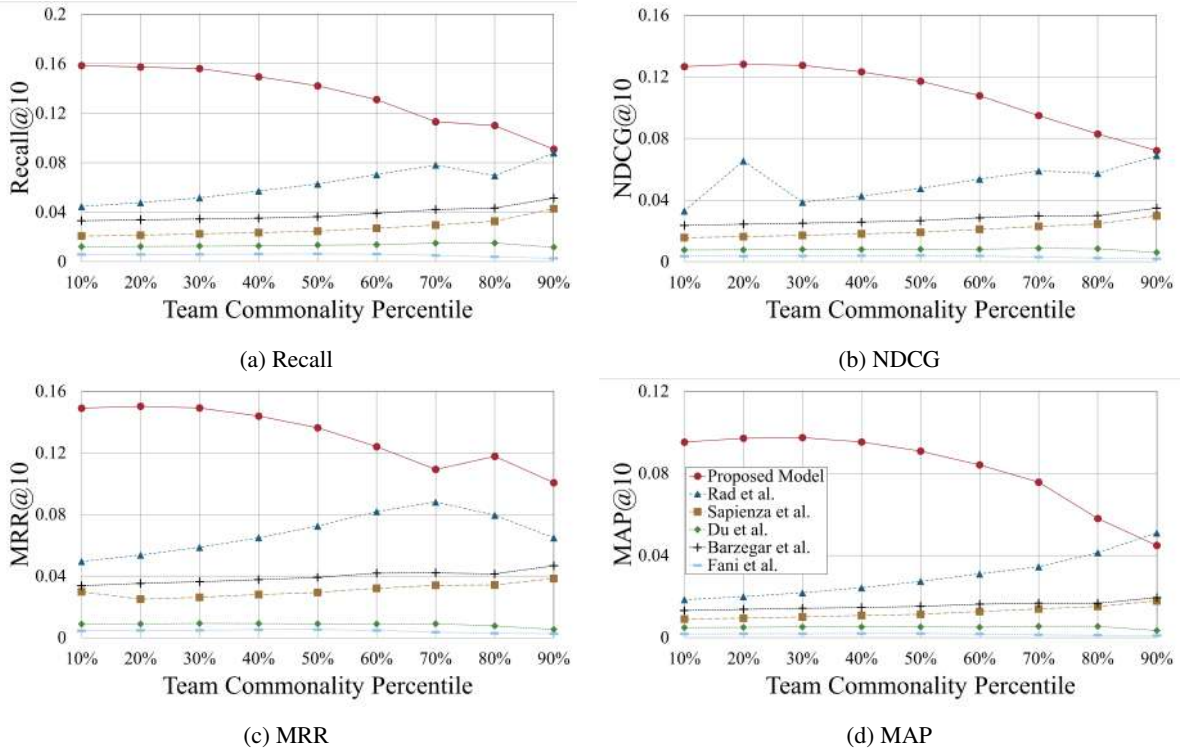 0.2
0.16
0.12
0.08
0.04
0
Recall@10
10% 20% 30% 40% 50% 60% 70% 80% 90%
Team Commonality Percentile
(a) Recall
0.16
0.12
0.08
0.04
0
NDCG@10
10% 20% 30% 40% 50% 60% 70% 80% 90%
Team Commonality Percentile
(b) NDCG
0.16
0.12
0.08
0.04
0
MRR@10
10% 20% 30% 40% 50% 60% 70% 80% 90%
Team Commonality Percentile
(c) MRR
0.12
0.08
0.04
0
MAP@10
Proposed Model
Rad et al.
Sapienza et al.
Du et al.
Barzegar et al.
Fani et al.
10% 20% 30% 40% 50% 60% 70% 80% 90%
Team Commonality Percentile
(d) MAP